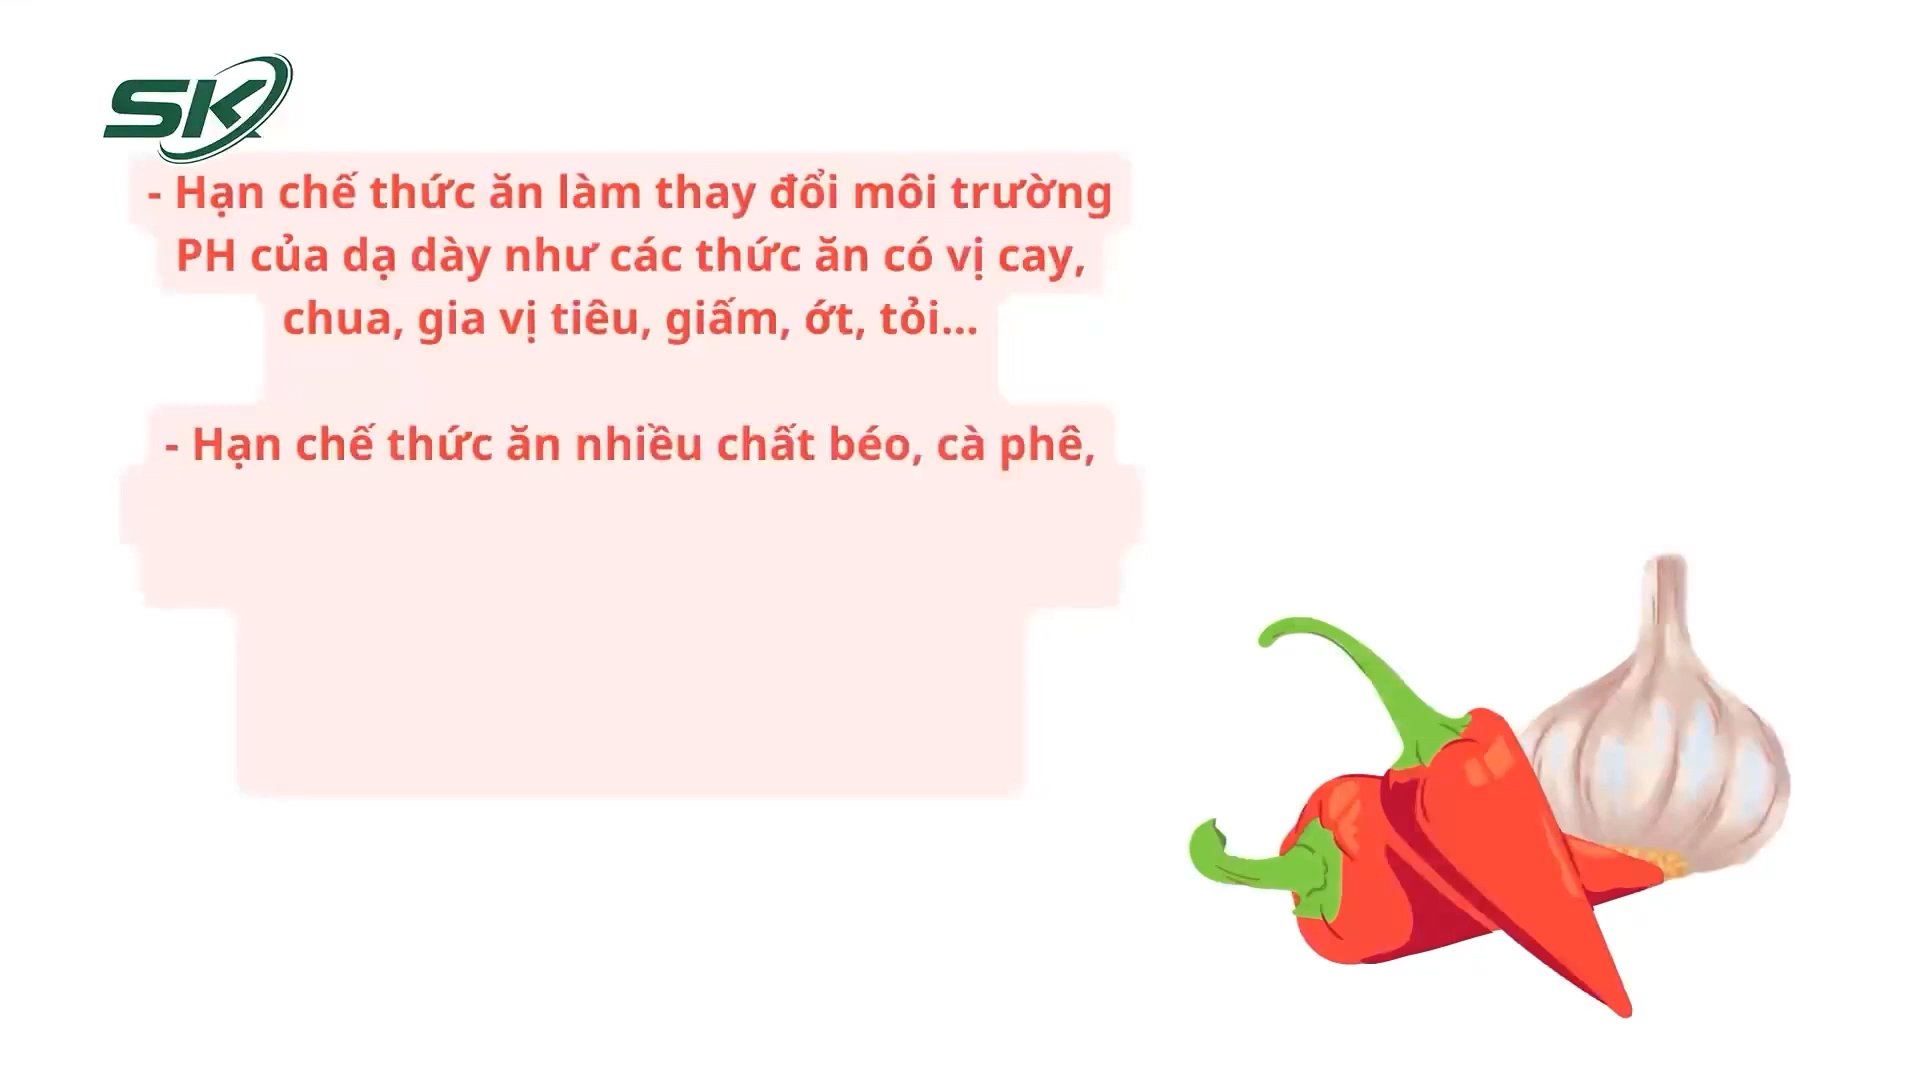 SK
- Hạn chế thức ăn làm thay đổi môi trường
PH của dạ dày như các thức ăn có vị cay,
chua, gia vị tiêu, giấm, ớt, tỏi...
- Hạn chế thức ăn nhiều chất béo, cà phê,